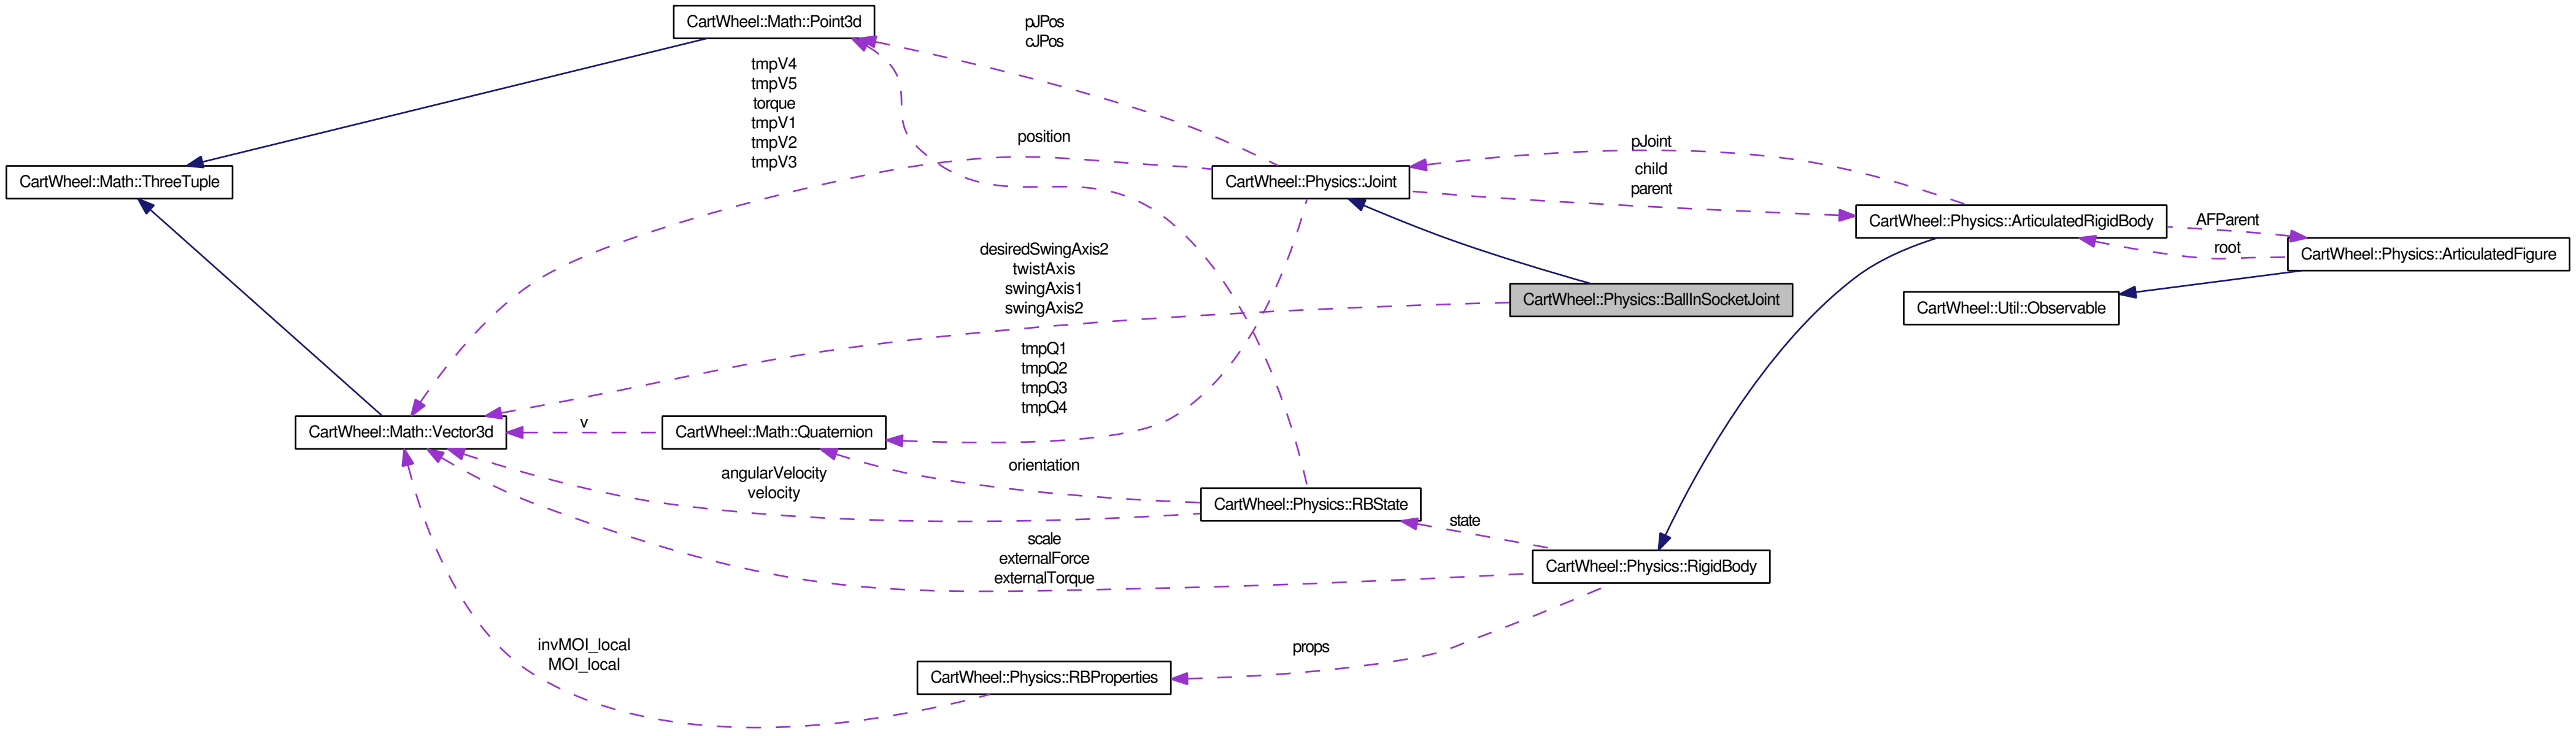 CartWheel::Math::Point3d
pJPos
cJPos
tmpV4
tmpV5
torque
tmpV1
tmpV2
tmpV3
position
pJoint
child
parent
CartWheel::Math::ThreeTuple
CartWheel::Physics::Joint
CartWheel::Physics::ArticulatedRigidBody
AFParent
root
CartWheel::Physics::ArticulatedFigure
desiredSwingAxis2
twistAxis
swingAxis1
swingAxis2
CartWheel::Physics::BallInSocketJoint
CartWheel::Util::Observable
tmpQ1
tmpQ2
tmpQ3
tmpQ4
CartWheel::Math::Vector3d
v
CartWheel::Math::Quaternion
orientation
angularVelocity
velocity
CartWheel::Physics::RBState
state
scale
externalForce
externalTorque
CartWheel::Physics::RigidBody
invMOI_local
MOI_local
props
CartWheel::Physics::RBProperties